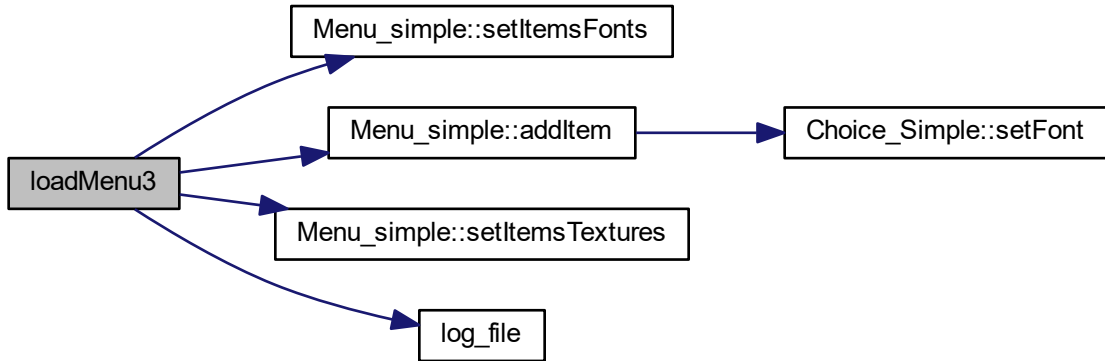 Menu_simple::setItemsFonts
Menu_simple::addItem
Choice_Simple::setFont
loadMenu3
Menu_simple::setItemsTextures
log_file